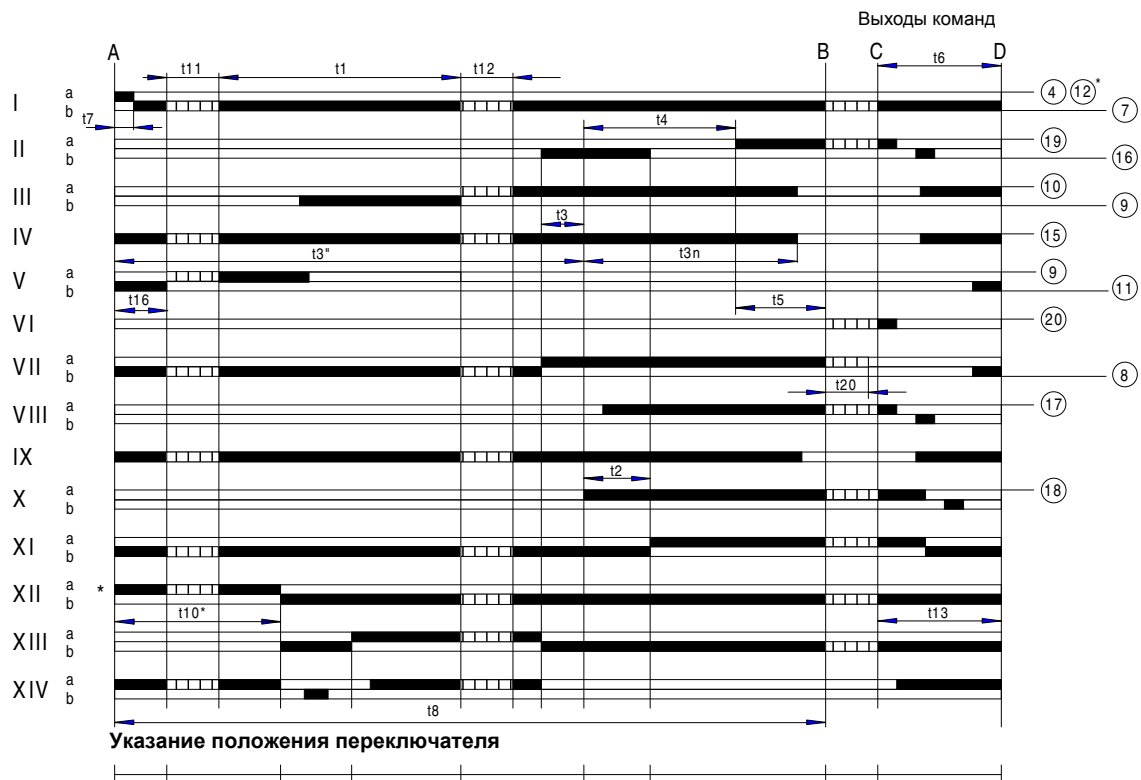 Выходы команд
A B C D
t11 t1 t12 t6
I a b 4 12* 7
t7 t4
II a b 19 16
III a b 10 9
t3
IV 15
t3" t3n
V a b 9 11
t16 t5
VI 20
VII a b 8
t20
VIII a b 17
IX
t2
X a b 18
XI a b
XII a b *
t10* t13
XIII a b
XIV a b
t8
Указание положения переключателя